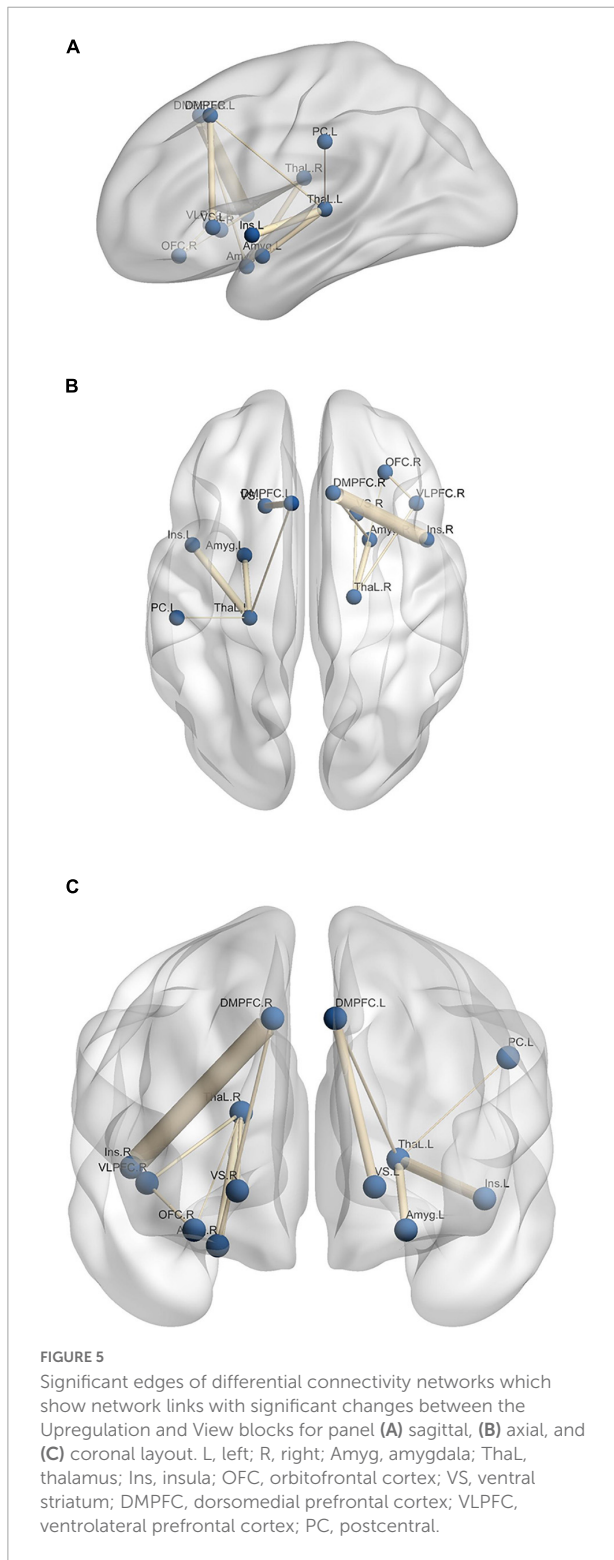 A
DMPFC.L
PC.L
ThaL.R
ThaL.L
VS.L
Ins.L
Amyg.L
OFC.R
B
OFC.R
DMPFC.L
DMPFC.R
VLPFC.R
Ins.L
Amyg.L
Ins.R
ThaL.R
PC.L
C
DMPFC.R
DMPFC.L
PC.L
ThaL.L
Ins.R
VLPFC.R
VS.R
VS.L
Ins.L
OFC.R
Amyg.L
FIGURE 5
Significant edges of differential connectivity networks which
show network links with significant changes between the
Upregulation and View blocks for panel (A) sagittal, (B) axial, and
(C) coronal layout. L, left; R, right; Amyg, amygdala; ThaL,
thalamus; Ins, insula; OFC, orbitofrontal cortex; VS, ventral
striatum; DMPFC, dorsomedial prefrontal cortex; VLPFC,
ventrolateral prefrontal cortex; PC, postcentral.